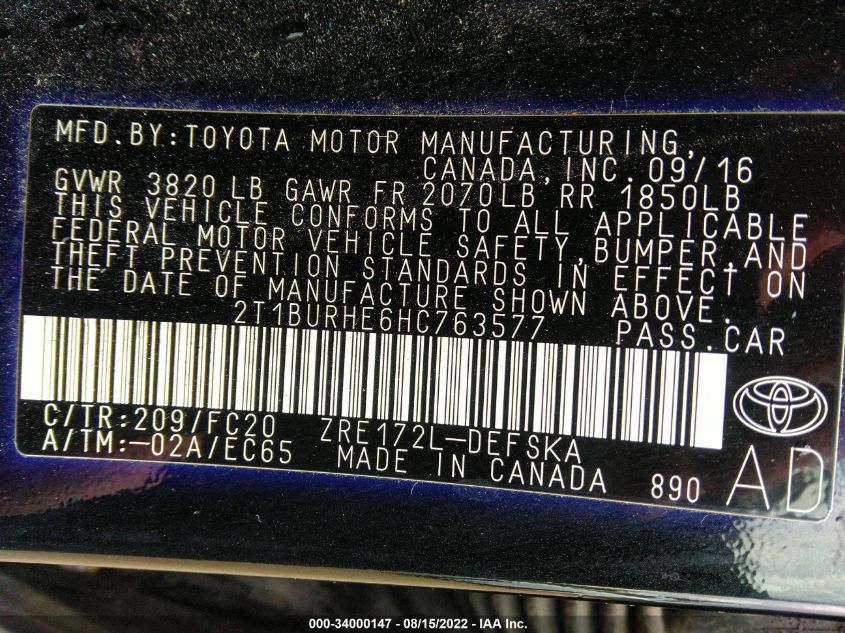 MFD.BY:TOYOTA MOTOR MANUFACTURING,
CANADA,INC.09/16
GVWR 3820 LB GAWR FR 2070LB RR 1850LB
THIS VEHICLE CONFORMS TO ALL APPLICABLE
FEDERAL MOTOR VEHICLE SAFETY,BUMPER,AND
THEFT PREVENTION STANDARDS IN EFFECT ON
THE DATE OF MANUFACTURE SHOWN ABOVE.
2T1BURHE6HC763577 PASS.CAR
C/TR:209/FC20 ZRE172L-DEFSKA
A/TM:-02A/EC65 MADE IN CANADA 890 AD
000-34000147 - 08/15/2022 - IAA Inc.